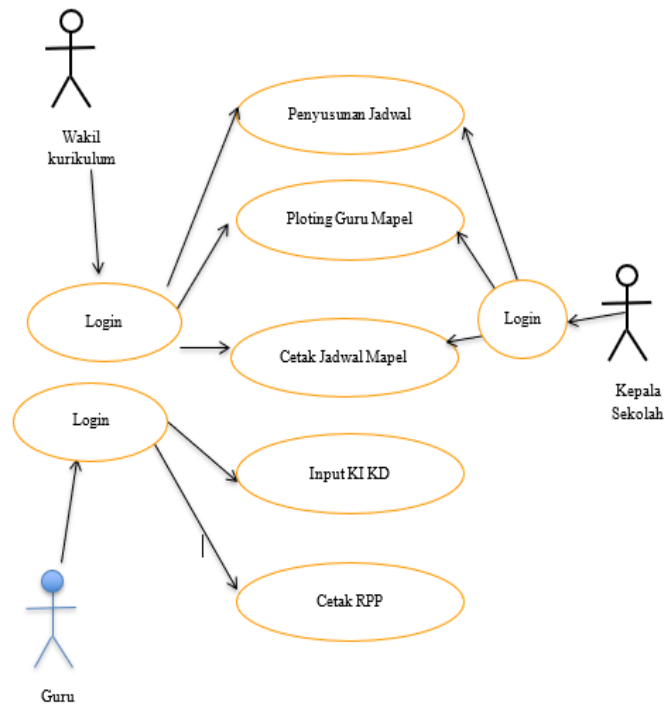 Wakil
kurikulum
Penyusunan Jadwal
Ploting Guru Mapel
Login
Login
Cetak Jadwal Mapel
Kepala
Sekolah
Login
Input KI KD
Cetak RPP
Guru